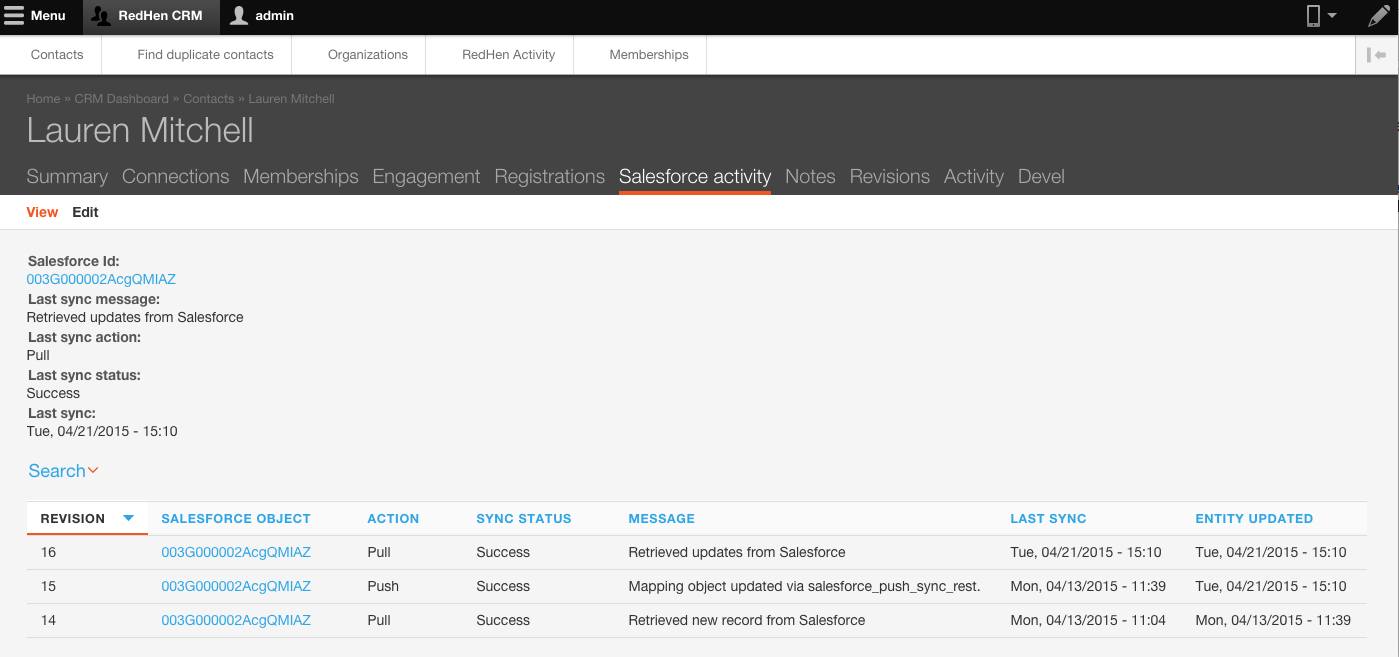 Menu RedHen CRM admin
Contacts Find duplicate contacts Organizations RedHen Activity Memberships
Home » CRM Dashboard » Contacts » Lauren Mitchell
Lauren Mitchell
Summary Connections Memberships Engagement Registrations Salesforce activity Notes Revisions Activity Devel
View Edit
Salesforce Id:
003G000002AcgQMIAZ
Last sync message:
Retrieved updates from Salesforce
Last sync action:
Pull
Last sync status:
Success
Last sync:
Tue, 04/21/2015 - 15:10
Search
REVISION SALESFORCE OBJECT ACTION SYNC STATUS MESSAGE LAST SYNC ENTITY UPDATED
16 003G000002AcgQMIAZ Pull Success Retrieved updates from Salesforce Tue, 04/21/2015 - 15:10 Tue, 04/21/2015 - 15:10
15 003G000002AcgQMIAZ Push Success Mapping object updated via salesforce_push_sync_rest. Mon, 04/13/2015 - 11:39 Tue, 04/21/2015 - 15:10
14 003G000002AcgQMIAZ Pull Success Retrieved new record from Salesforce Mon, 04/13/2015 - 11:04 Mon, 04/13/2015 - 11:39